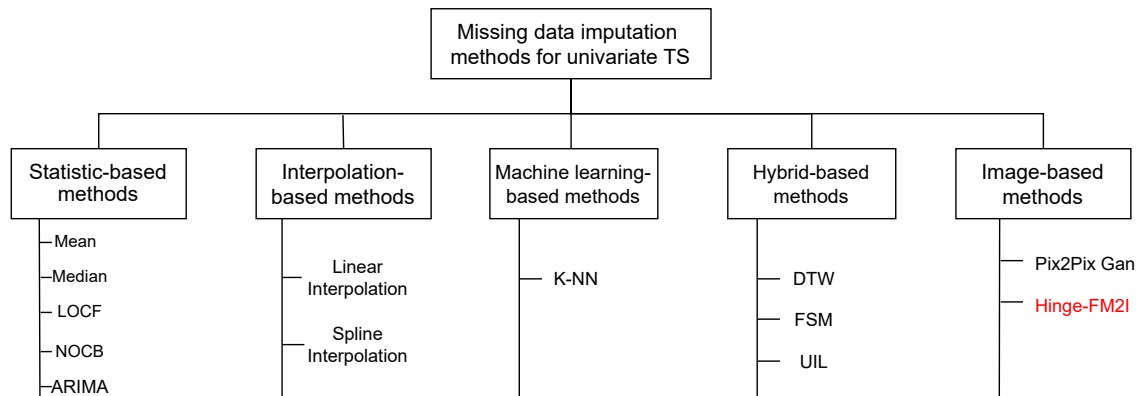 Missing data imputation
methods for univariate TS
Statistic-based
methods
Interpolation-
based methods
Machine learning-
based methods
Hybrid-based
methods
Image-based
methods
Mean
Median
LOCF
NOCB
ARIMA
Linear
Interpolation
Spline
Interpolation
K-NN
DTW
FSM
UIL
Pix2Pix Gan
Hinge-FM2I